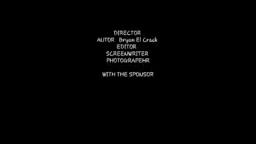 DIRECTOR
AUTOR Bryan El Crack
EDITOR
SCREENWRITER
PHOTOGRAPEHR
WITH THE SPONSOR